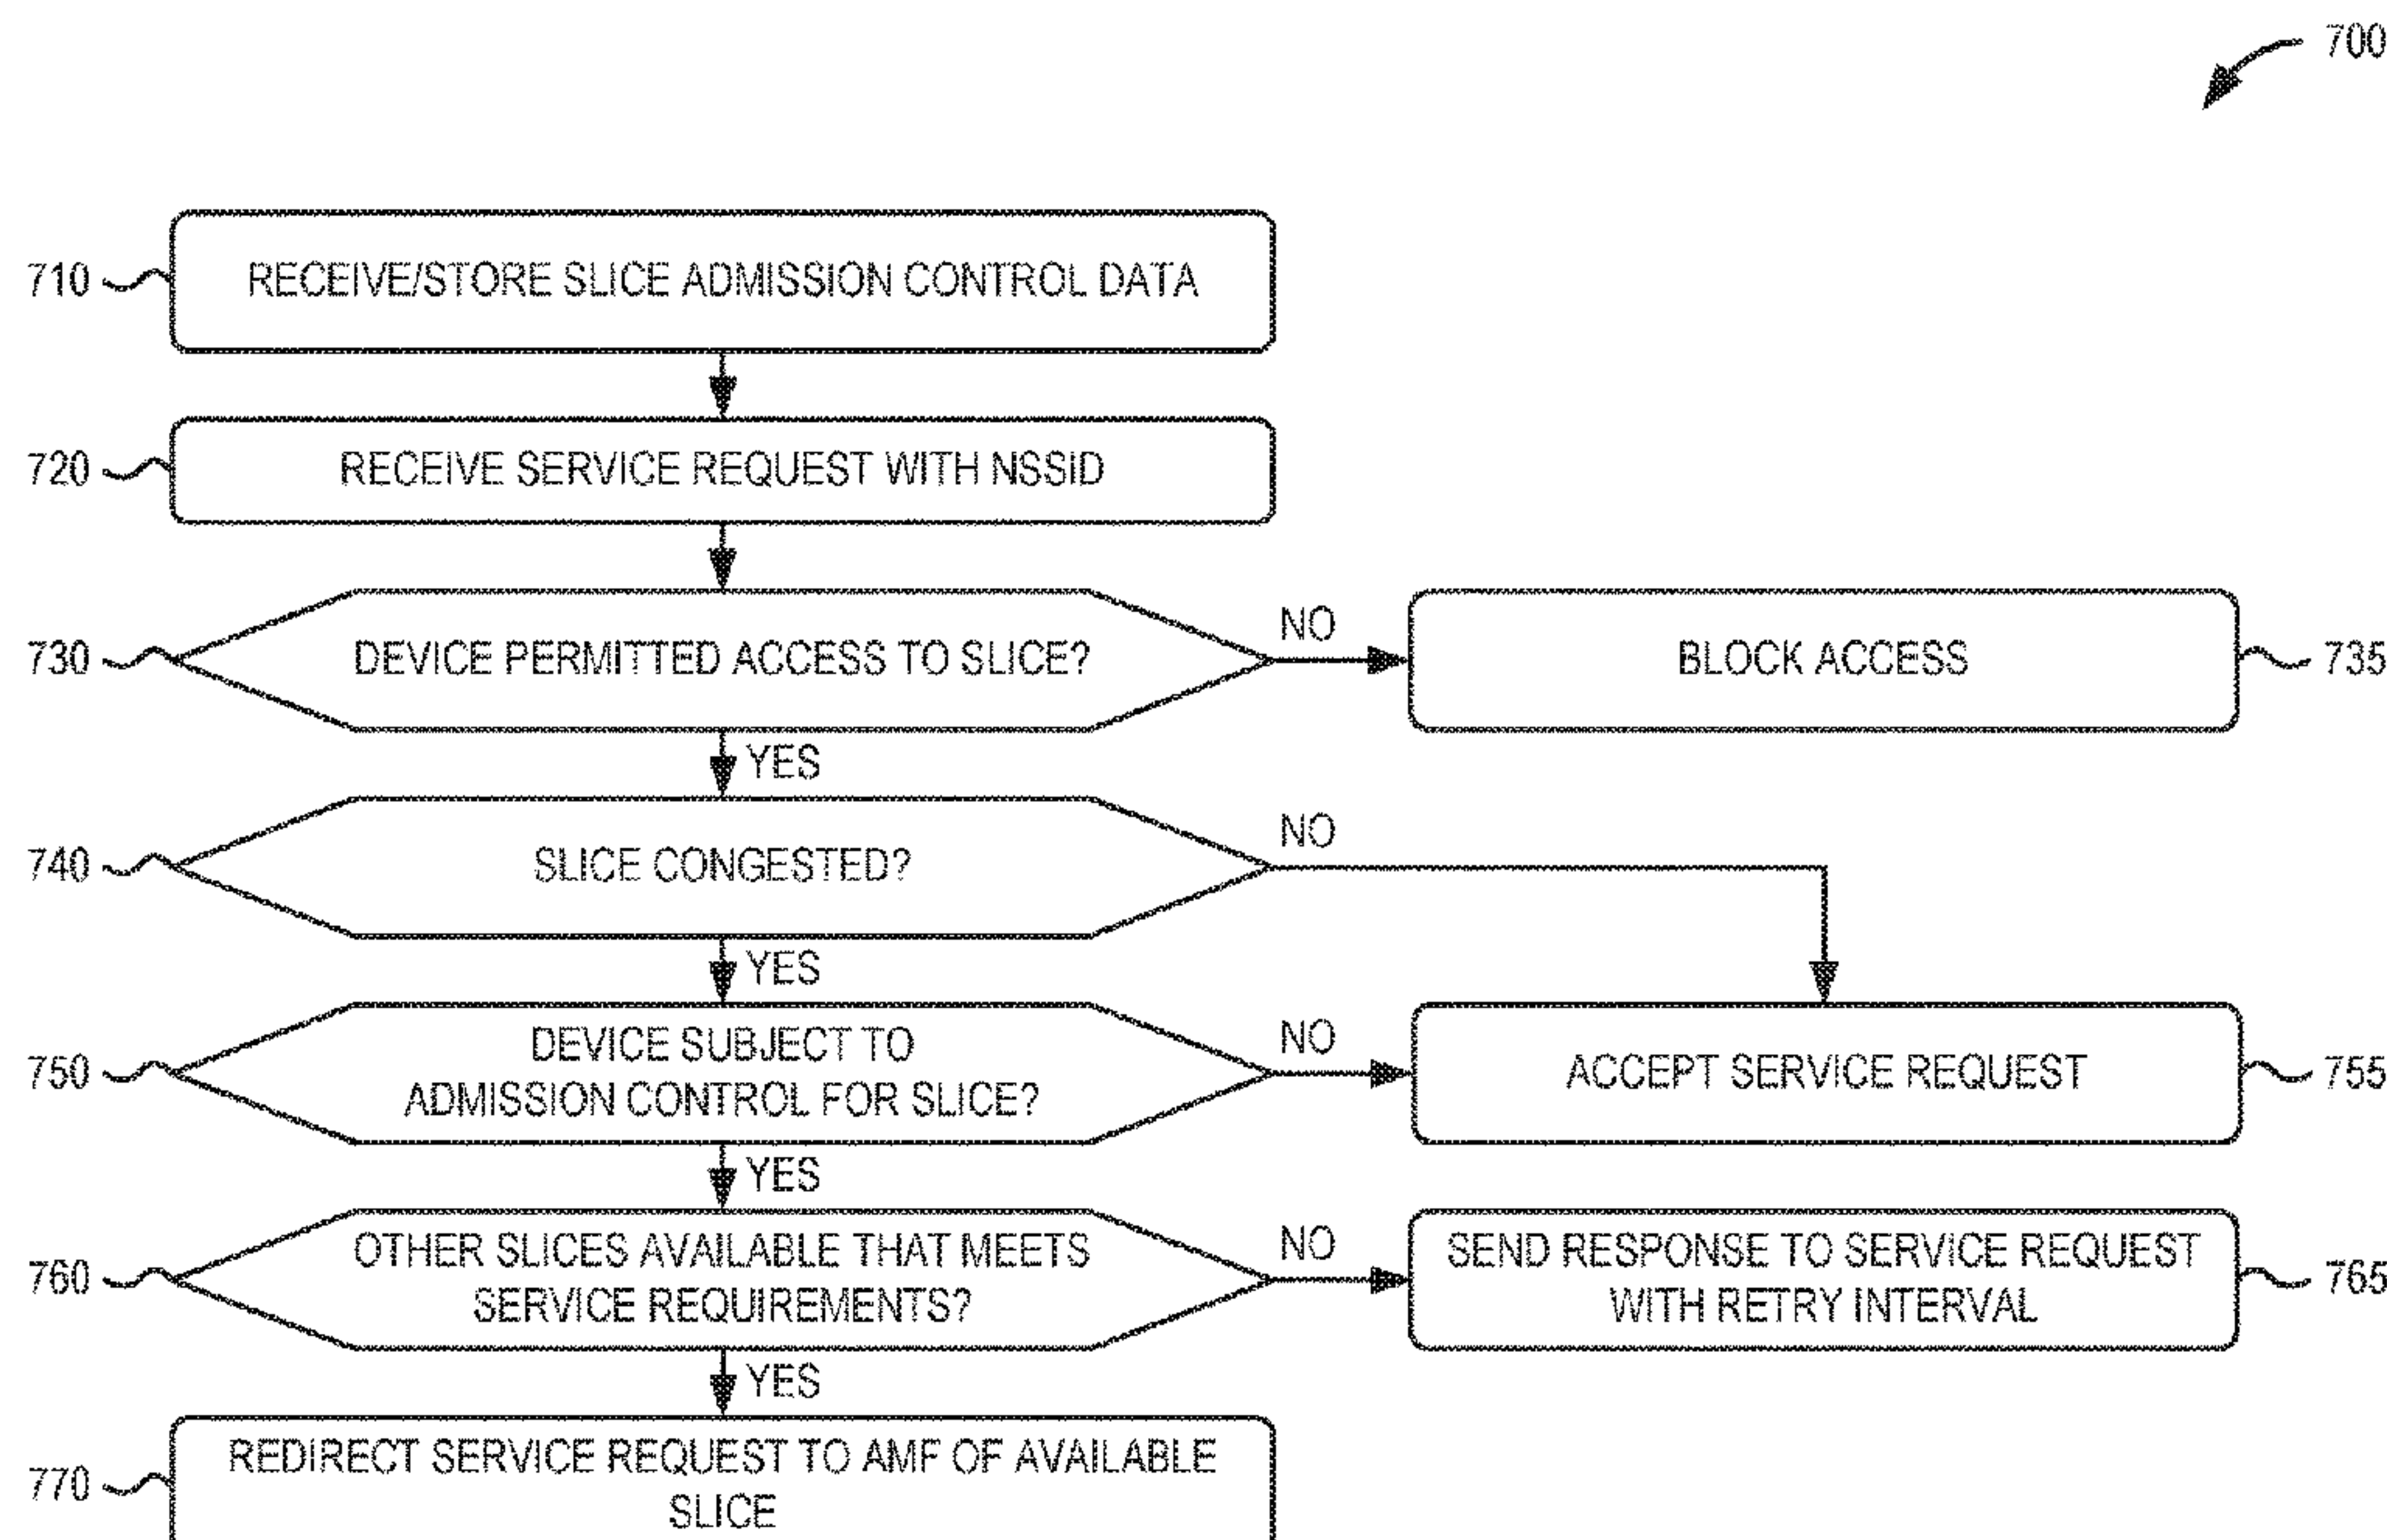 700
710
RECEIVE/STORE SLICE ADMISSION CONTROL DATA
720
RECEIVE SERVICE REQUEST WITH NSSID
730
DEVICE PERMITTED ACCESS TO SLICE?
NO
BLOCK ACCESS
735
YES
740
SLICE CONGESTED?
NO
YES
750
DEVICE SUBJECT TO
ADMISSION CONTROL FOR SLICE?
NO
ACCEPT SERVICE REQUEST
755
YES
760
OTHER SLICES AVAILABLE THAT MEETS
SERVICE REQUIREMENTS?
NO
SEND RESPONSE TO SERVICE REQUEST
WITH RETRY INTERVAL
765
YES
770
REDIRECT SERVICE REQUEST TO AMF OF AVAILABLE
SLICE